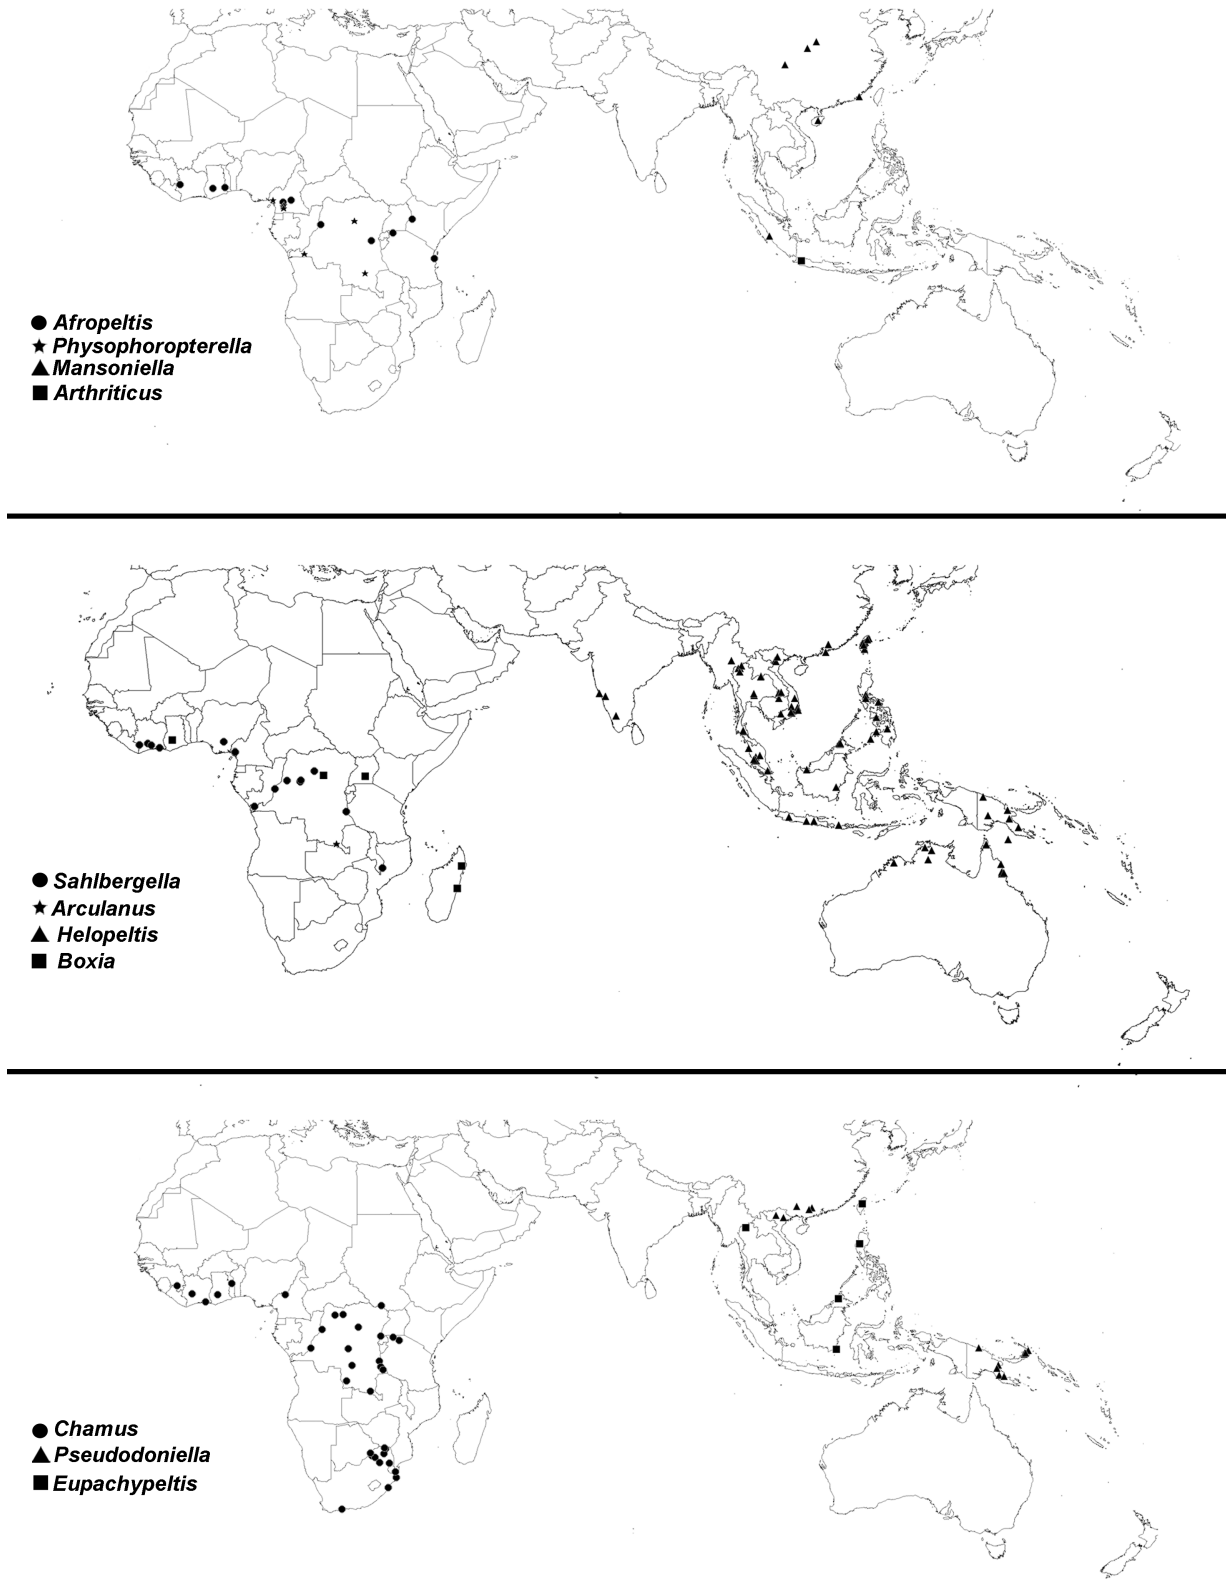 Afropeltis
Physophoropterella
Mansoniella
Arthriticus
Sahlbergella
Arculanus
Helopeltis
Boxia
Chamus
Pseudodoniella
Eupachypeltis